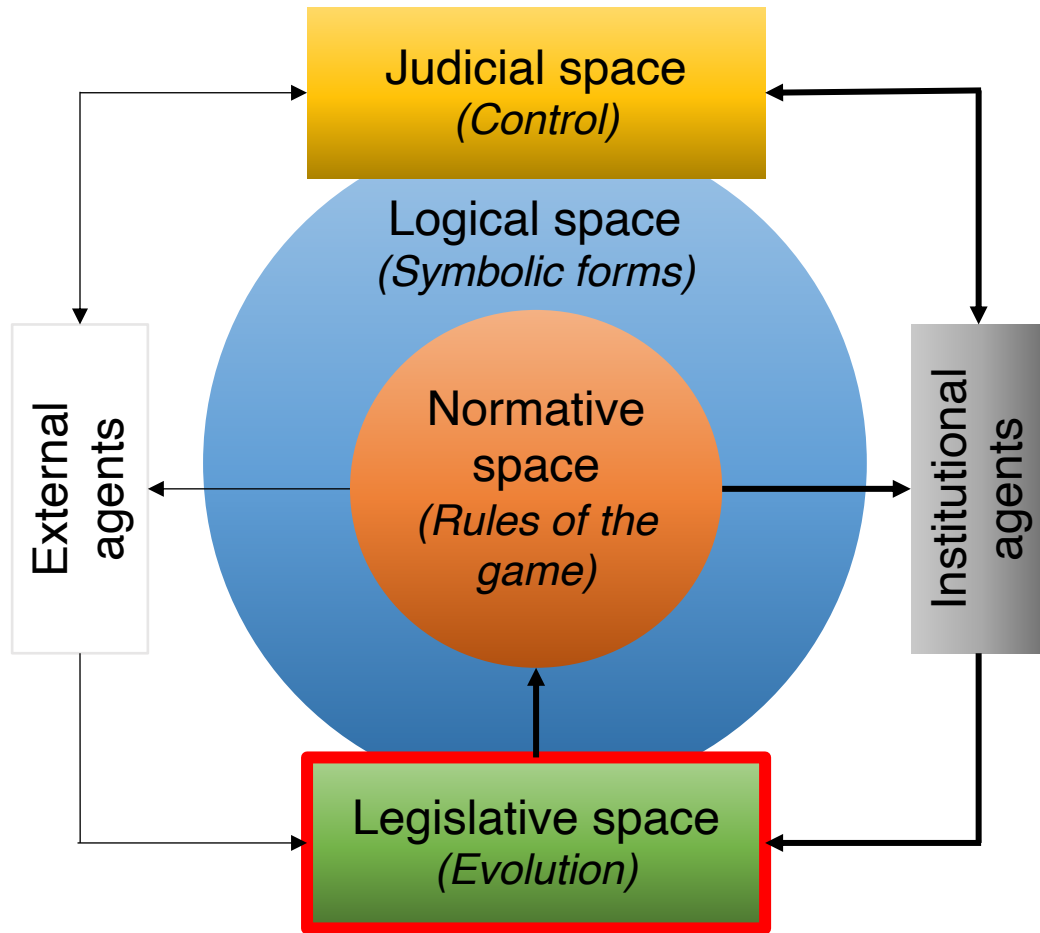 Judicial space
(Control)
Logical space
(Symbolic forms)
External
agents
Normative
space
(Rules of the
game)
Institutional
agents
Legislative space
(Evolution)